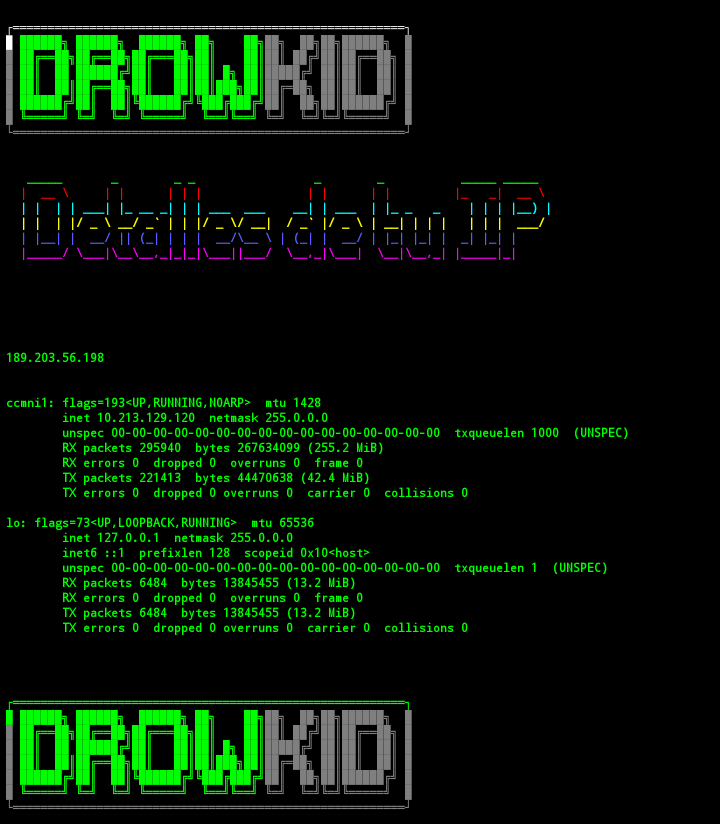 DROWKID
Detalles de tu IP
189.203.56.198
ccmni1: flags=193<UP,RUNNING,NOARP>  mtu 1428
inet 10.213.129.120  netmask 255.0.0.0
unspec 00-00-00-00-00-00-00-00-00-00-00-00-00-00-00-00  txqueuelen 1000  (UNSPEC)
RX packets 295940  bytes 267634099 (255.2 MiB)
RX errors 0  dropped 0  overruns 0  frame 0
TX packets 221413  bytes 44470638 (42.4 MiB)
TX errors 0  dropped 0 overruns 0  carrier 0  collisions 0
lo: flags=73<UP,LOOPBACK,RUNNING>  mtu 65536
inet 127.0.0.1  netmask 255.0.0.0
inet6 ::1  prefixlen 128  scopeid 0x10<host>
unspec 00-00-00-00-00-00-00-00-00-00-00-00-00-00-00-00  txqueuelen 1  (UNSPEC)
RX packets 6484  bytes 13845455 (13.2 MiB)
RX errors 0  dropped 0  overruns 0  frame 0
TX packets 6484  bytes 13845455 (13.2 MiB)
TX errors 0  dropped 0 overruns 0  carrier 0  collisions 0
DROWKID